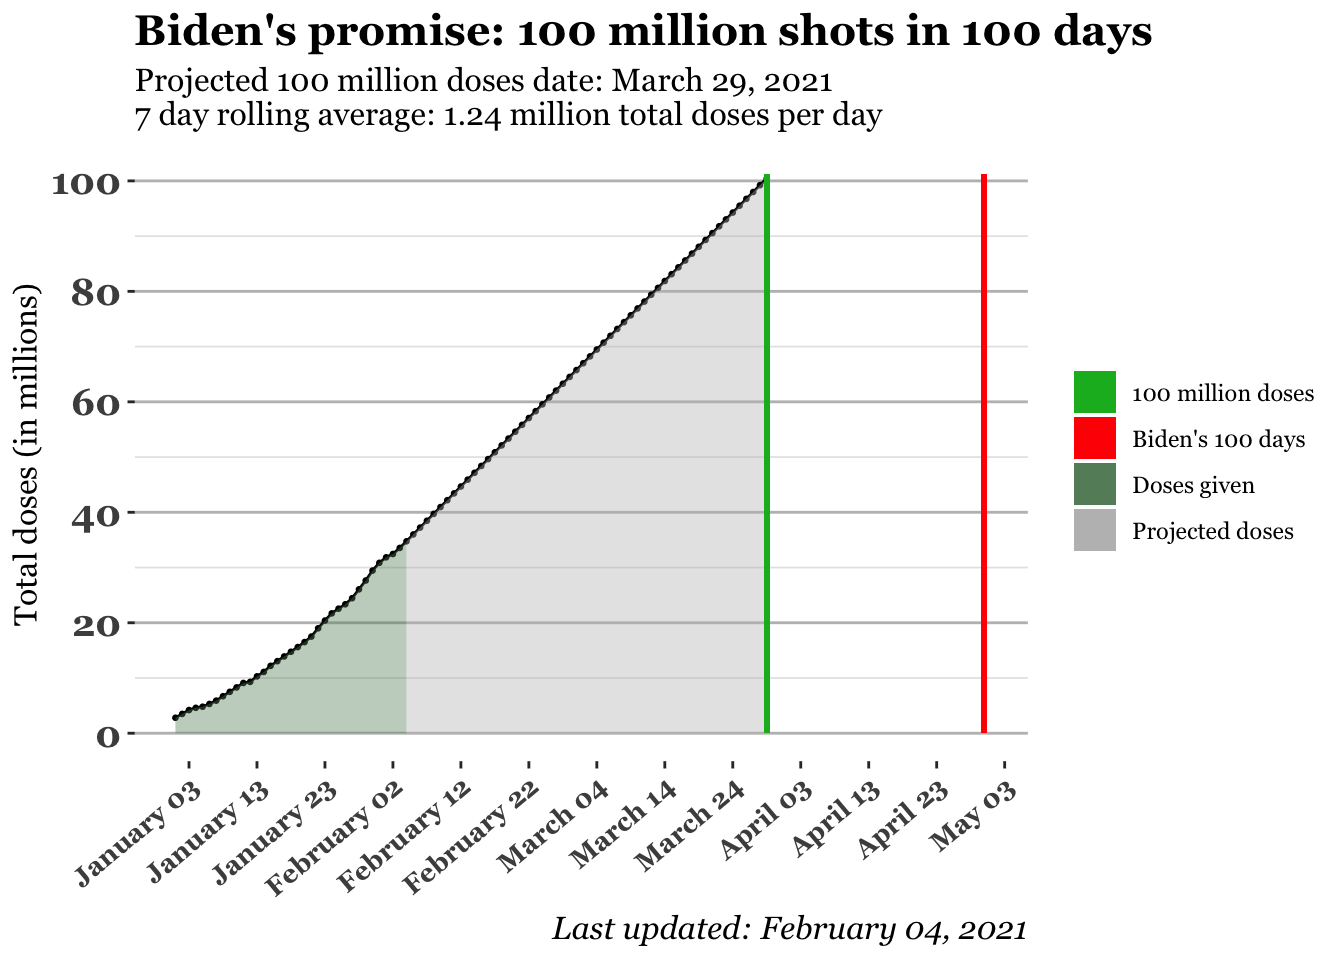 Biden's promise: 100 million shots in 100 days
Projected 100 million doses date: March 29, 2021
7 day rolling average: 1.24 million total doses per day
Total doses (in millions)
100
80
60
40
20
0
January 03
January 13
January 23
February 02
February 12
February 22
March 04
March 14
March 24
April 03
April 13
April 23
May 03
100 million doses
Biden's 100 days
Doses given
Projected doses
Last updated: February 04, 2021